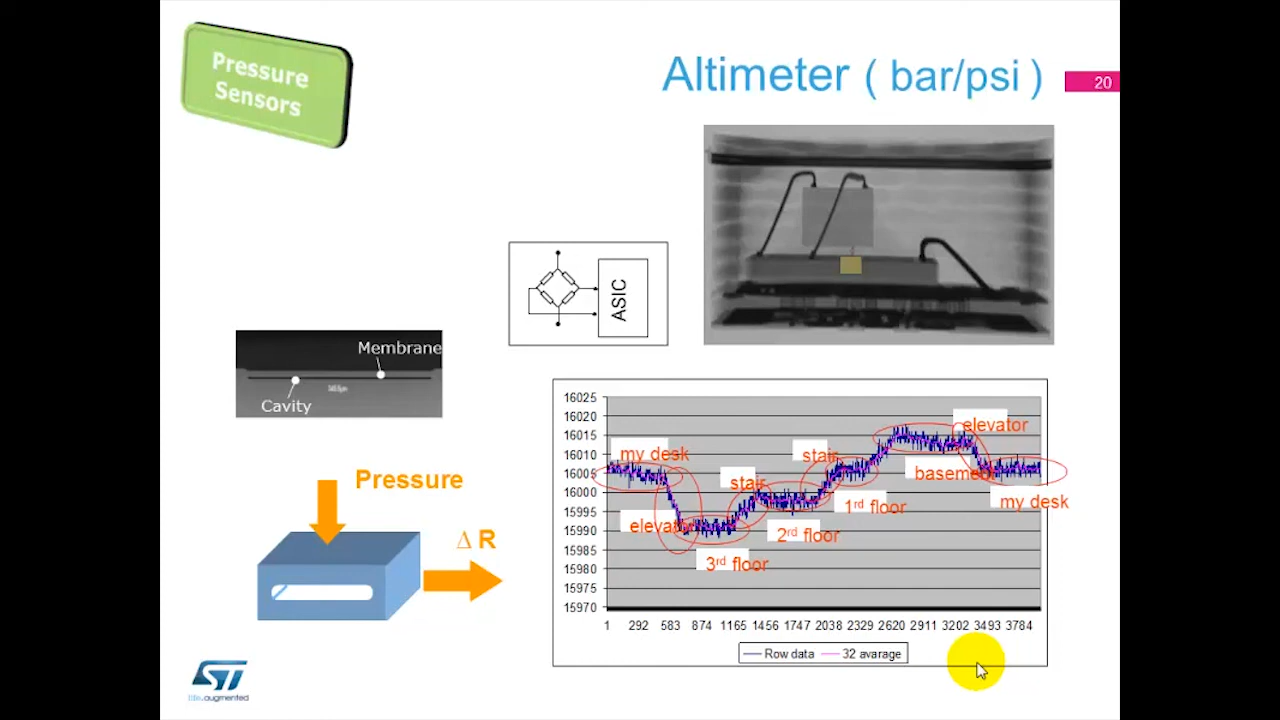 Pressure
Sensors
Altimeter ( bar/psi )
20
ASIC
Membrane
Cavity
Pressure
Δ R
16025
16020
16015
16010
16005
16000
15995
15990
15985
15980
15975
15970
my desk
elevator
3rd floor
stair
2rd floor
stair
1rd floor
basement
elevator
my desk
1 292 583 874 1165 1456 1747 2038 2329 2620 2911 3202 3493 3784
Row data 32 avarage
ST
life.augmented